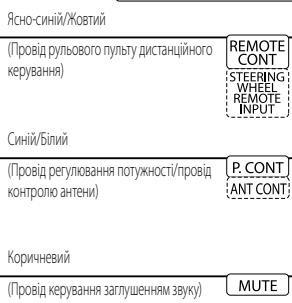 Ясно-синій/Жовтий
(Провід рульового пульту дистанційного
керування)
REMOTE
CONT
STEERING
WHEEL
REMOTE
INPUT
Синій/Білий
(Провід регулювання потужності/провід
контролю антени)
P. CONT
ANT CONT
Коричневий
(Провід керування заглушенням звуку)
MUTE